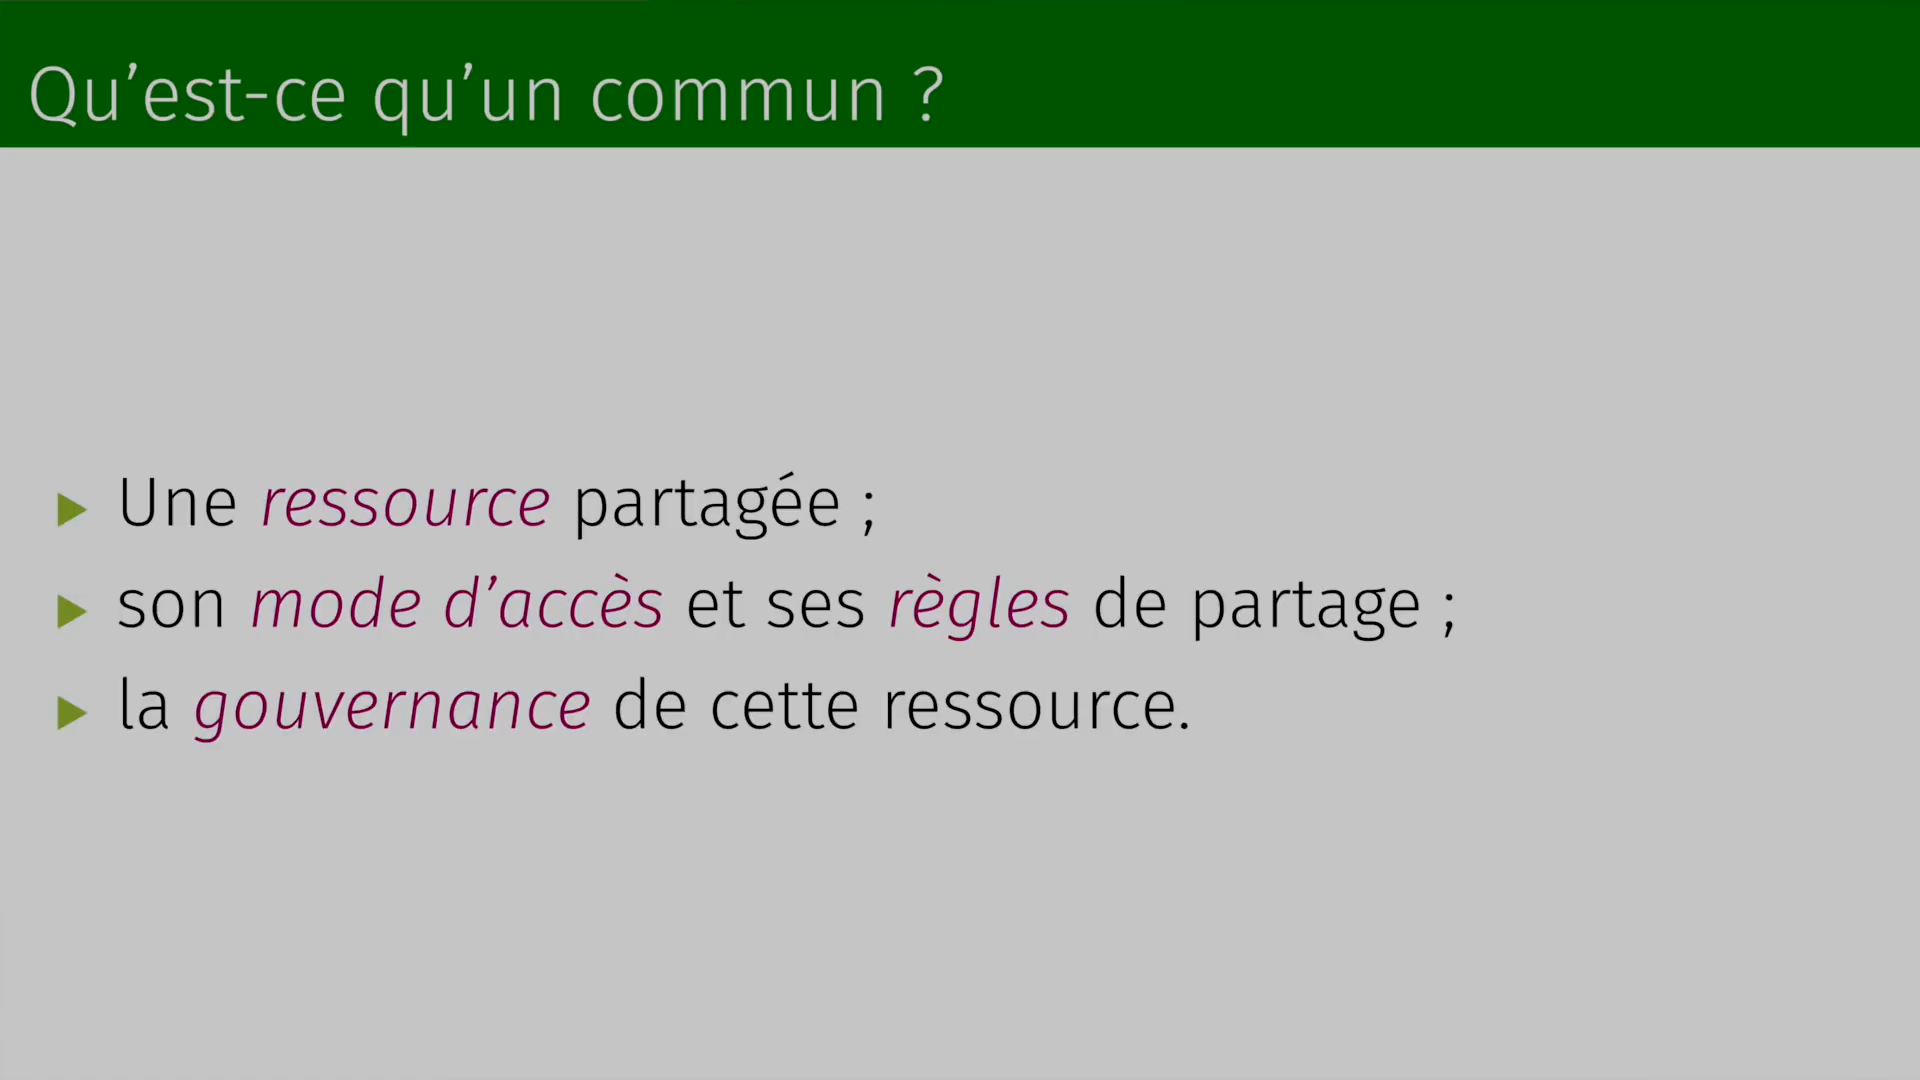 Qu’est-ce qu’un commun ?
Une ressource partagée ;
son mode d’accès et ses règles de partage ;
la gouvernance de cette ressource.